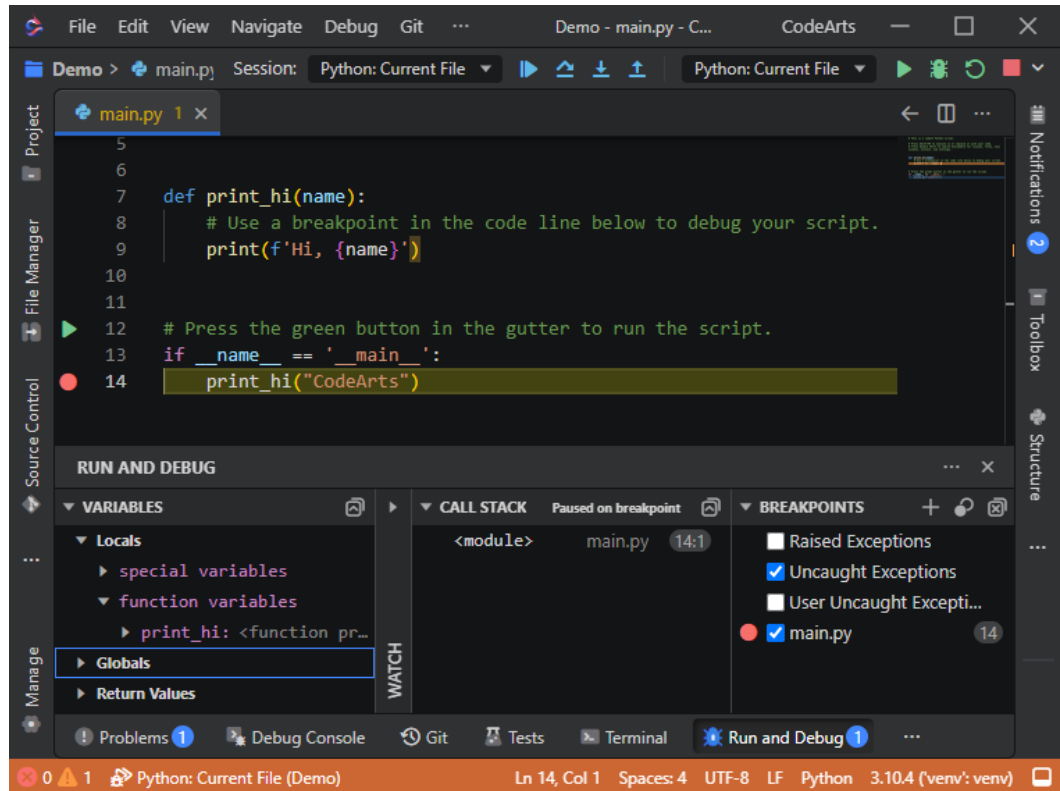 File Edit View Navigate Debug Git ··· Demo - main.py - C... CodeArts
Demo > main.py Session: Python: Current File Python: Current File
main.py 1
Project
File Manager
Source Control
Manage
5
6
7 def print_hi(name):
8 # Use a breakpoint in the code line below to debug your script.
9 print(f'Hi, {name}')
10
11
12 # Press the green button in the gutter to run the script.
13 if __name__ == '__main__':
14 print_hi("CodeArts")
Notifications 2
Toolbox
Structure
RUN AND DEBUG
VARIABLES
Locals
special variables
function variables
print_hi: <function pr...
Globals
Return Values
WATCH
CALL STACK Paused on breakpoint
<module> main.py 14:1
BREAKPOINTS
Raised Exceptions
Uncaught Exceptions
User Uncaught Excepti...
main.py 14
Problems 1 Debug Console Git Tests Terminal Run and Debug 1 ···
0 1 Python: Current File (Demo) Ln 14, Col 1 Spaces: 4 UTF-8 LF Python 3.10.4 ('venv': venv)